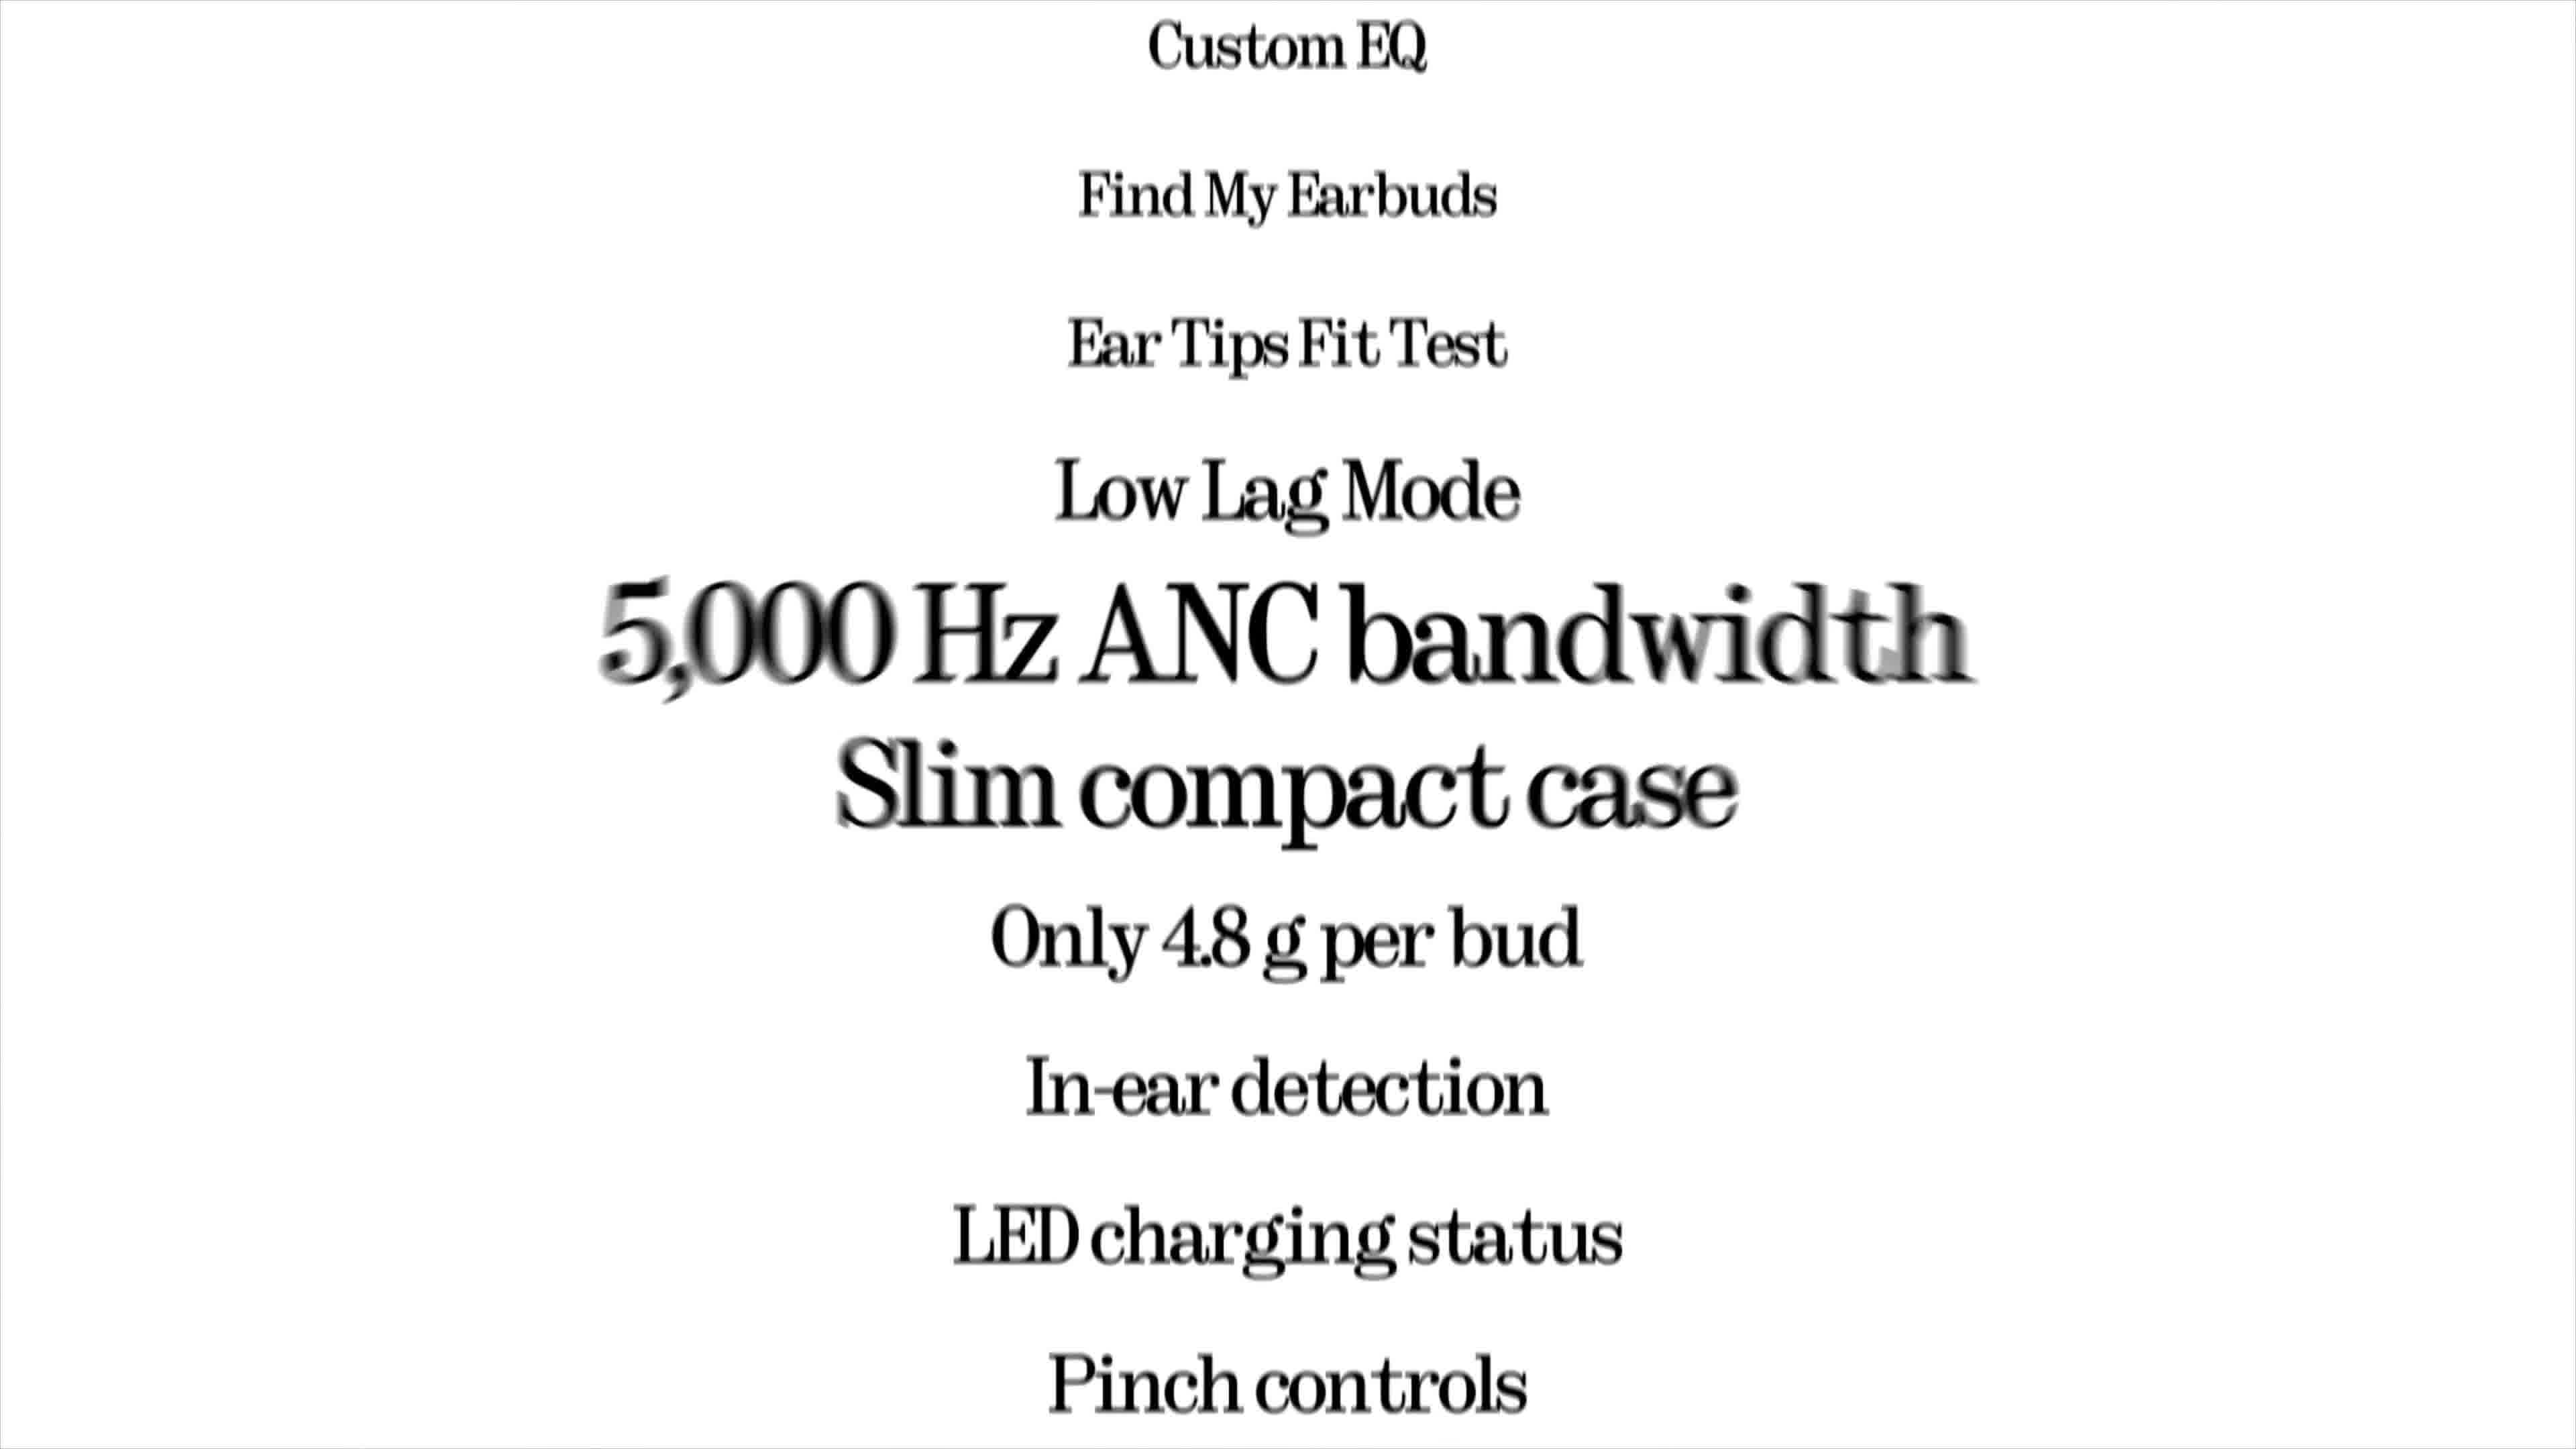 Custom EQ
Find My Earbuds
Ear Tips Fit Test
Low Lag Mode
5,000 Hz ANC bandwidth
Slim compact case
Only 4.8 g per bud
In-ear detection
LED charging status
Pinch controls